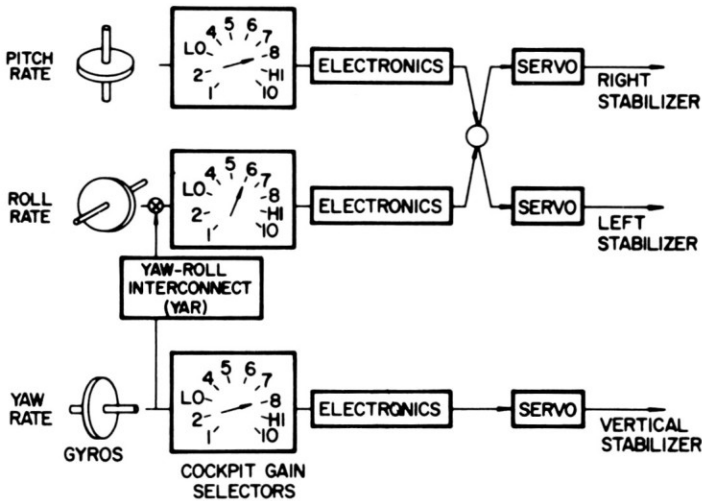 PITCH
RATE
1 2 LO 4 5 6 7 8 HI 10
ELECTRONICS
SERVO
RIGHT
STABILIZER
ROLL
RATE
1 2 LO 4 5 6 7 8 HI 10
ELECTRONICS
SERVO
LEFT
STABILIZER
YAW-ROLL
INTERCONNECT
(YAR)
YAW
RATE
1 2 LO 4 5 6 7 8 HI 10
ELECTRONICS
SERVO
VERTICAL
STABILIZER
GYROS
COCKPIT GAIN
SELECTORS